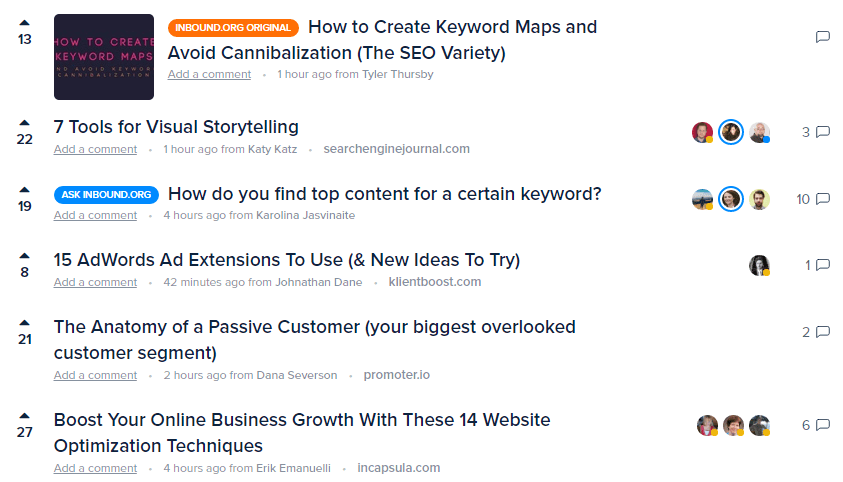 13
HOW TO CREATE
KEYWORD MAPS
AND AVOID KEYWORD
CANNIBALIZATION
INBOUND.ORG ORIGINAL How to Create Keyword Maps and
Avoid Cannibalization (The SEO Variety)
Add a comment • 1 hour ago from Tyler Thursby
22
7 Tools for Visual Storytelling
Add a comment • 1 hour ago from Katy Katz • searchenginejournal.com
3
19
ASK INBOUND.ORG How do you find top content for a certain keyword?
Add a comment • 4 hours ago from Karolina Jasvinaite
10
8
15 AdWords Ad Extensions To Use (& New Ideas To Try)
Add a comment • 42 minutes ago from Johnathan Dane • klientboost.com
1
21
The Anatomy of a Passive Customer (your biggest overlooked
customer segment)
Add a comment • 2 hours ago from Dana Severson • promoter.io
2
27
Boost Your Online Business Growth With These 14 Website
Optimization Techniques
Add a comment • 4 hours ago from Erik Emanuelli • incapsula.com
6